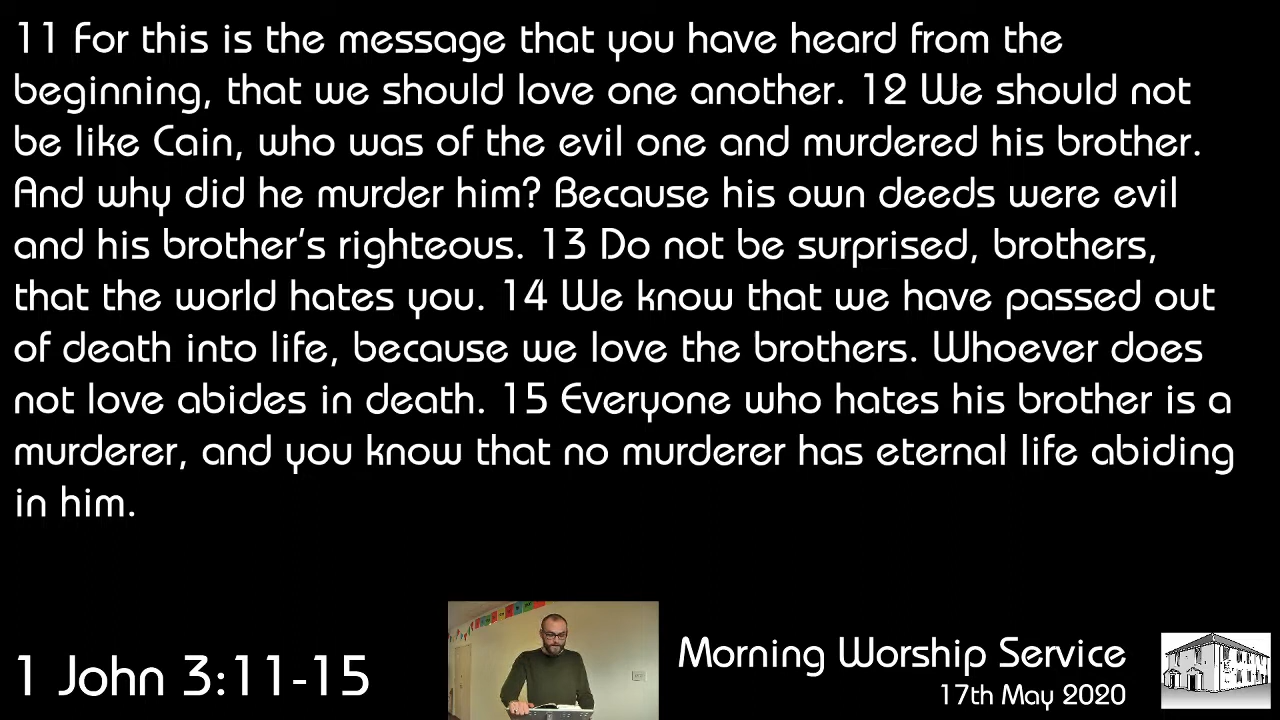 11 For this is the message that you have heard from the
beginning, that we should love one another. 12 We should not
be like Cain, who was of the evil one and murdered his brother.
And why did he murder him? Because his own deeds were evil
and his brother's righteous. 13 Do not be surprised, brothers,
that the world hates you. 14 We know that we have passed out
of death into life, because we love the brothers. Whoever does
not love abides in death. 15 Everyone who hates his brother is a
murderer, and you know that no murderer has eternal life abiding
in him.
1 John 3:11-15
Morning Worship Service
17th May 2020